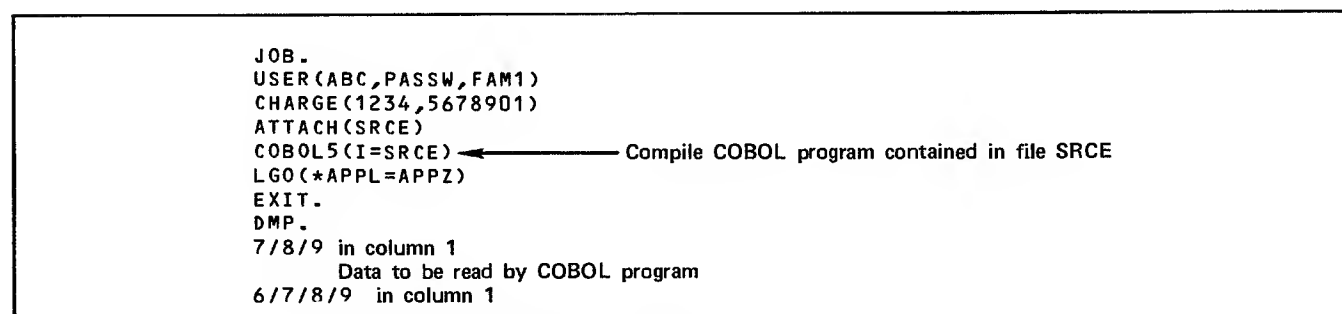 JOB.
USER(ABC,PASSW,FAM1)
CHARGE(1234,5678901)
ATTACH(SRCE)
COBOL5(I=SRCE) Compile COBOL program contained in file SRCE
LGO(*APPL=APPZ)
EXIT.
DMP.
7/8/9 in column 1
Data to be read by COBOL program
6/7/8/9 in column 1